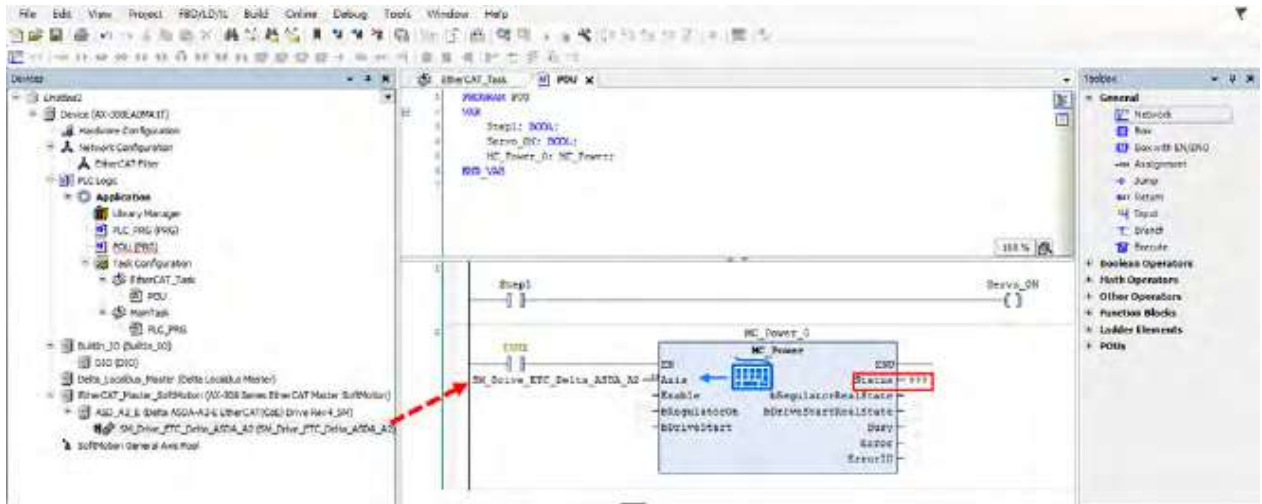 File Edit View Project FBD/LD/IL Build Online Debug Tools Window Help
Devices
EtherCAT_Task
POU
Toolbox
Untitled2
Device (AX-308EA0MA1T)
Hardware Configuration
Network Configuration
EtherCAT Filter
PLC Logic
Application
Library Manager
PLC_PRG (PRG)
POU (PRG)
Task Configuration
EtherCAT_Task
POU
MainTask
PLC_PRG
BuiltIn_IO (BuiltIn_IO)
DIO (DIO)
Delta_LocalBus_Master (Delta LocalBus Master)
EtherCAT_Master_SoftMotion (AX-308 Series EtherCAT Master SoftMotion)
ASD_A2_E (Delta ASDA-A2-E EtherCAT(CoE) Drive Rev4_SM)
SM_Drive_ETC_Delta_ASDA_A2 (SM_Drive_ETC_Delta_ASDA_A2
SoftMotion General Axis Pool
PROGRAM POU
VAR
Step1: BOOL;
Servo_ON: BOOL;
MC_Power_0: MC_Power;
END_VAR
100 %
Step1
Servo_ON
MC_Power_0
MC_Power
TRUE
EN ENO
SM_Drive_ETC_Delta_ASDA_A2 Axis Status ???
Enable bRegulatorRealState
bRegulatorOn bDriveStartRealState
bDriveStart Busy
Error
ErrorID
General
Network
Box
Box with EN/ENO
Assignment
Jump
Return
Input
Branch
Execute
Boolean Operators
Math Operators
Other Operators
Function Blocks
Ladder Elements
POUs